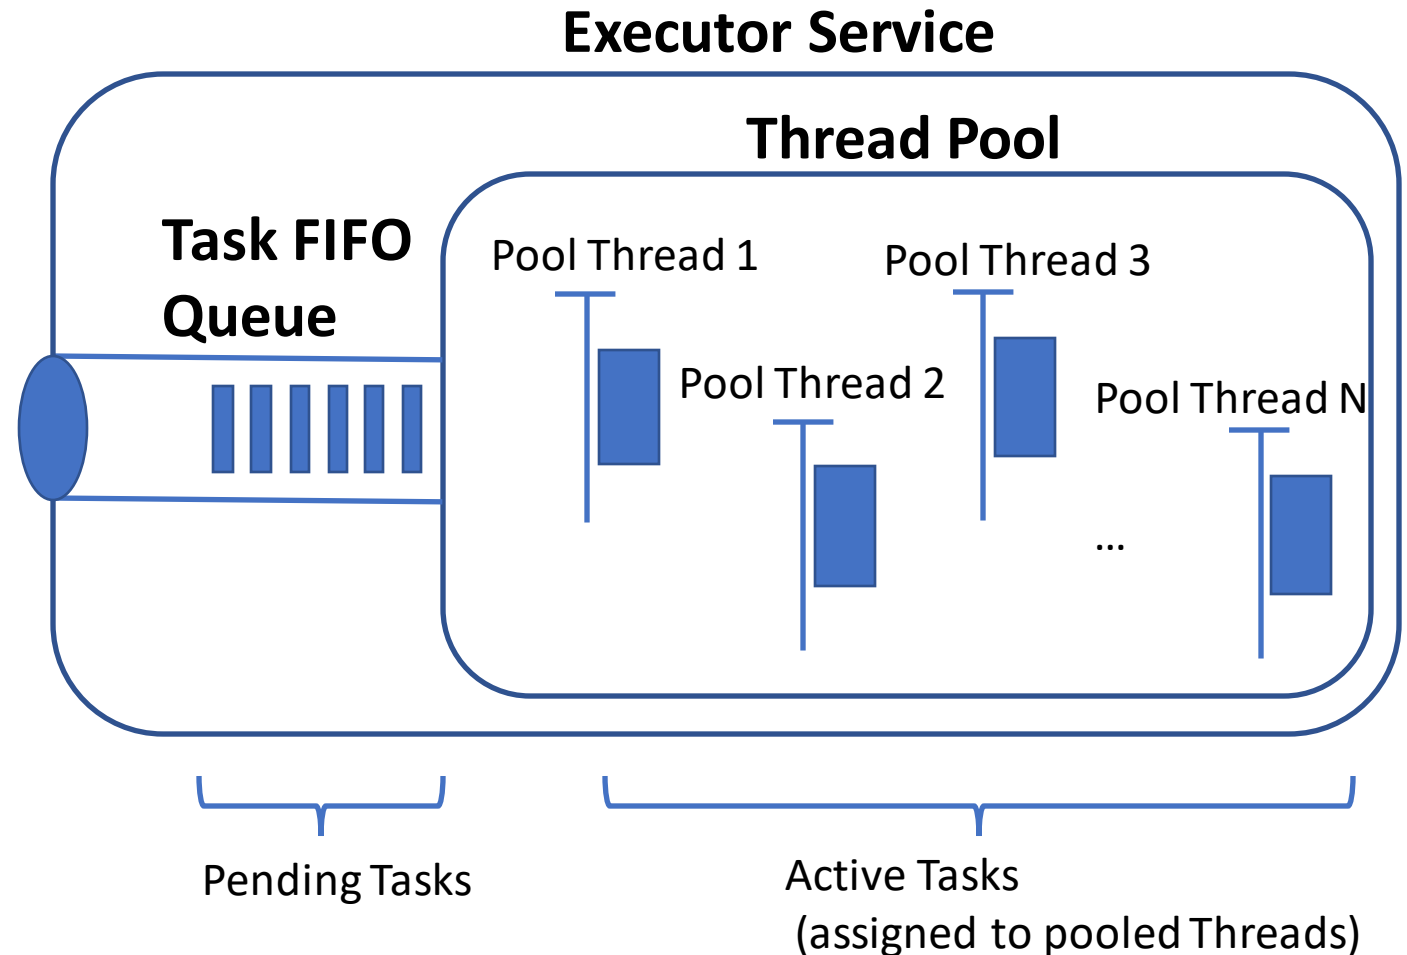 Executor Service
Thread Pool
Task FIFO
Queue
Pool Thread 1
Pool Thread 3
Pool Thread 2
Pool Thread N
...
Pending Tasks
Active Tasks
(assigned to pooled Threads)